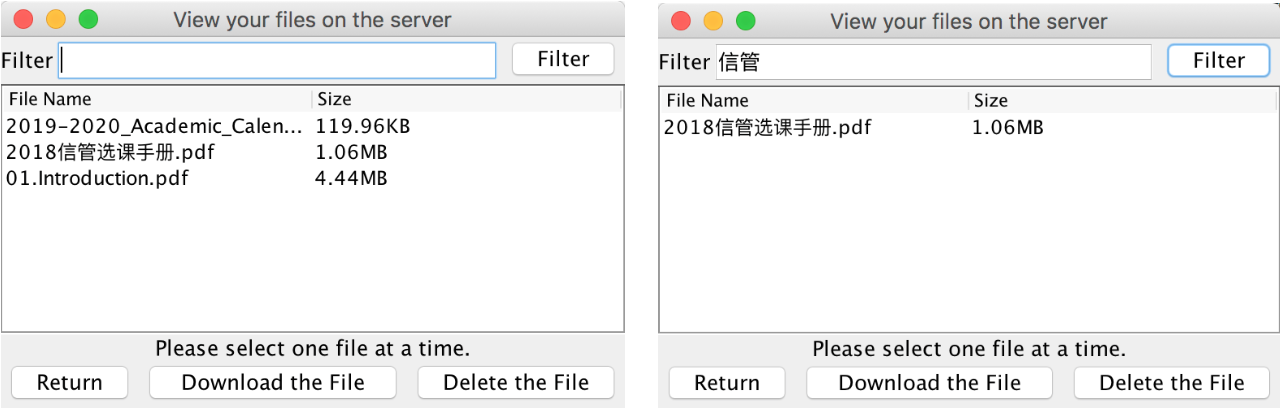 View your files on the server
Filter Filter
File Name Size
2019-2020_Academic_Calen... 119.96KB
2018信管选课手册.pdf 1.06MB
01.Introduction.pdf 4.44MB
Please select one file at a time.
Return Download the File Delete the File
View your files on the server
Filter 信管 Filter
File Name Size
2018信管选课手册.pdf 1.06MB
Please select one file at a time.
Return Download the File Delete the File